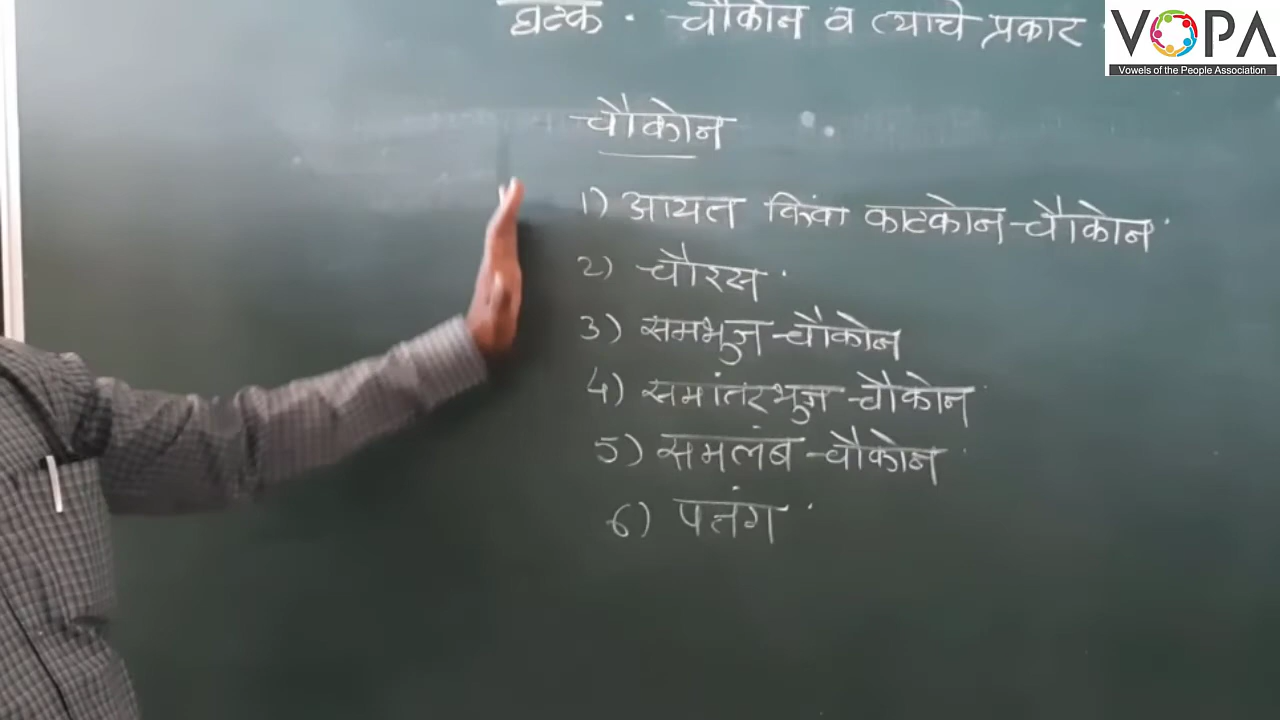 घटक · चौकोन व त्याचे प्रकार
VOPA
Vowels of the People Association
चौकोन
1) आयत किंवा काटकोन-चौकोन
2) चौरस
3) समभुज-चौकोन
4) समांतरभुज-चौकोन
5) समलंब-चौकोन
6) पतंग